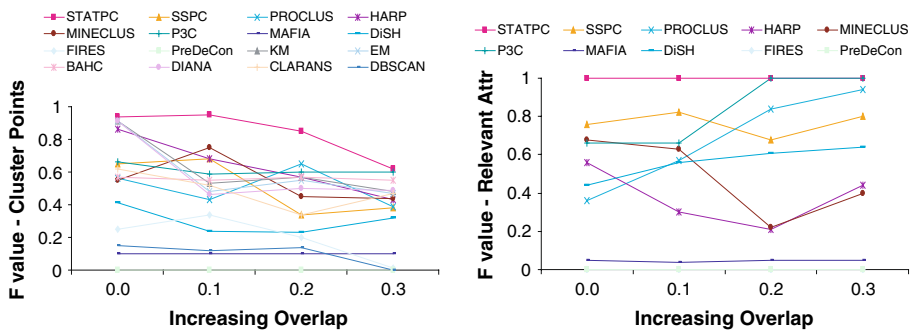 STATPC SSPC PROCLUS HARP
MINECLUS P3C MAFIA DiSH
FIRES PreDeCon KM EM
BAHC DIANA CLARANS DBSCAN
F value - Cluster Points
1
0.8
0.6
0.4
0.2
0
0.0 0.1 0.2 0.3
Increasing Overlap
STATPC SSPC PROCLUS HARP MINECLUS
P3C MAFIA DiSH FIRES PreDeCon
F value - Relevant Attr
1
0.8
0.6
0.4
0.2
0
0.0 0.1 0.2 0.3
Increasing Overlap